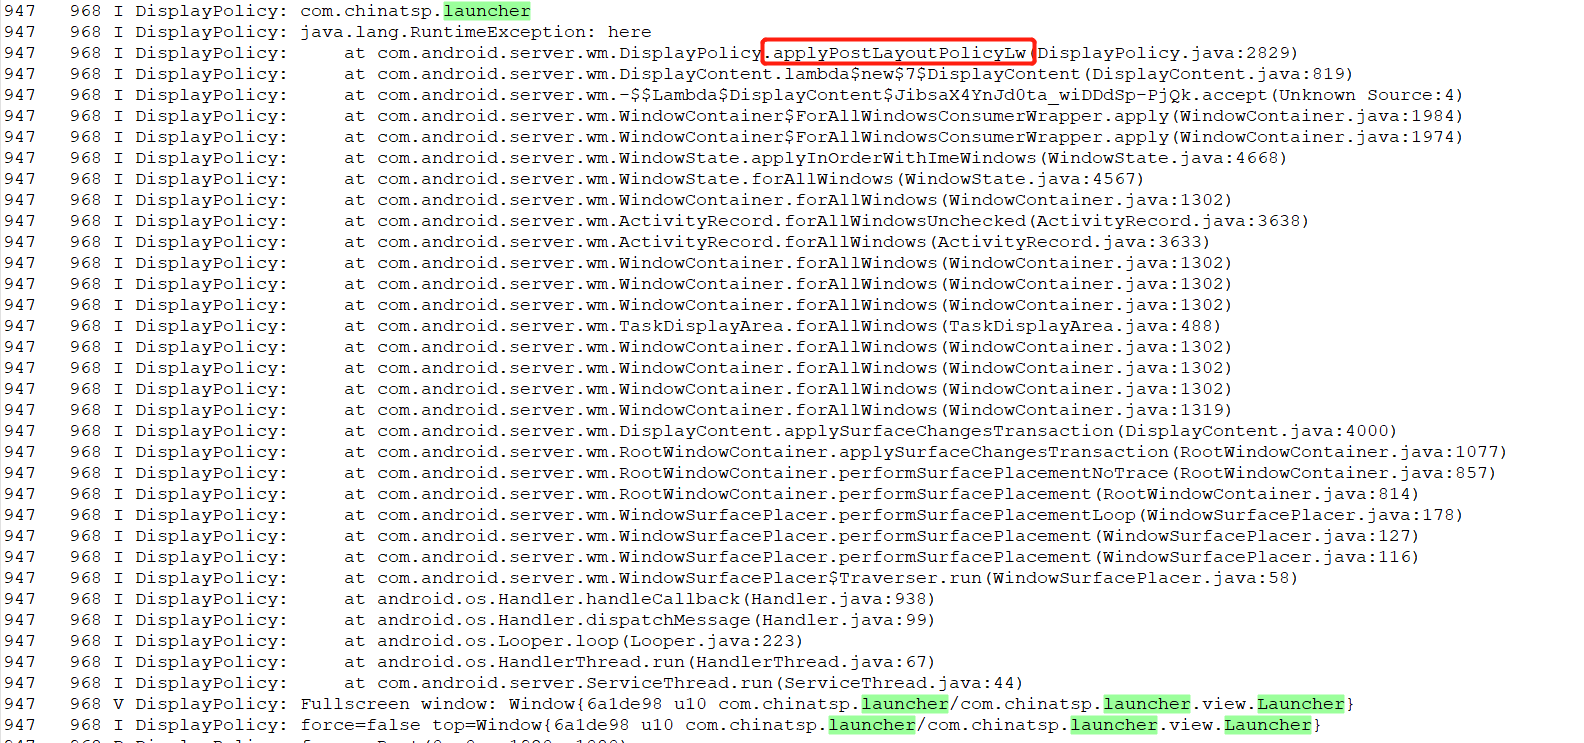 947   968 I DisplayPolicy: com.chinatsp.launcher
947   968 I DisplayPolicy: java.lang.RuntimeException: here
947   968 I DisplayPolicy:     at com.android.server.wm.DisplayPolicy.applyPostLayoutPolicyLw(DisplayPolicy.java:2829)
947   968 I DisplayPolicy:     at com.android.server.wm.DisplayContent.lambda$new$7$DisplayContent(DisplayContent.java:819)
947   968 I DisplayPolicy:     at com.android.server.wm.-$$Lambda$DisplayContent$JibsaX4YnJd0ta_wiDDdSp-PjQk.accept(Unknown Source:4)
947   968 I DisplayPolicy:     at com.android.server.wm.WindowContainer$ForAllWindowsConsumerWrapper.apply(WindowContainer.java:1984)
947   968 I DisplayPolicy:     at com.android.server.wm.WindowContainer$ForAllWindowsConsumerWrapper.apply(WindowContainer.java:1974)
947   968 I DisplayPolicy:     at com.android.server.wm.WindowState.applyInOrderWithImeWindows(WindowState.java:4668)
947   968 I DisplayPolicy:     at com.android.server.wm.WindowState.forAllWindows(WindowState.java:4567)
947   968 I DisplayPolicy:     at com.android.server.wm.WindowContainer.forAllWindows(WindowContainer.java:1302)
947   968 I DisplayPolicy:     at com.android.server.wm.ActivityRecord.forAllWindowsUnchecked(ActivityRecord.java:3638)
947   968 I DisplayPolicy:     at com.android.server.wm.ActivityRecord.forAllWindows(ActivityRecord.java:3633)
947   968 I DisplayPolicy:     at com.android.server.wm.WindowContainer.forAllWindows(WindowContainer.java:1302)
947   968 I DisplayPolicy:     at com.android.server.wm.WindowContainer.forAllWindows(WindowContainer.java:1302)
947   968 I DisplayPolicy:     at com.android.server.wm.WindowContainer.forAllWindows(WindowContainer.java:1302)
947   968 I DisplayPolicy:     at com.android.server.wm.TaskDisplayArea.forAllWindows(TaskDisplayArea.java:488)
947   968 I DisplayPolicy:     at com.android.server.wm.WindowContainer.forAllWindows(WindowContainer.java:1302)
947   968 I DisplayPolicy:     at com.android.server.wm.WindowContainer.forAllWindows(WindowContainer.java:1302)
947   968 I DisplayPolicy:     at com.android.server.wm.WindowContainer.forAllWindows(WindowContainer.java:1302)
947   968 I DisplayPolicy:     at com.android.server.wm.WindowContainer.forAllWindows(WindowContainer.java:1319)
947   968 I DisplayPolicy:     at com.android.server.wm.DisplayContent.applySurfaceChangesTransaction(DisplayContent.java:4000)
947   968 I DisplayPolicy:     at com.android.server.wm.RootWindowContainer.applySurfaceChangesTransaction(RootWindowContainer.java:1077)
947   968 I DisplayPolicy:     at com.android.server.wm.RootWindowContainer.performSurfacePlacementNoTrace(RootWindowContainer.java:857)
947   968 I DisplayPolicy:     at com.android.server.wm.RootWindowContainer.performSurfacePlacement(RootWindowContainer.java:814)
947   968 I DisplayPolicy:     at com.android.server.wm.WindowSurfacePlacer.performSurfacePlacementLoop(WindowSurfacePlacer.java:178)
947   968 I DisplayPolicy:     at com.android.server.wm.WindowSurfacePlacer.performSurfacePlacement(WindowSurfacePlacer.java:127)
947   968 I DisplayPolicy:     at com.android.server.wm.WindowSurfacePlacer.performSurfacePlacement(WindowSurfacePlacer.java:116)
947   968 I DisplayPolicy:     at com.android.server.wm.WindowSurfacePlacer$Traverser.run(WindowSurfacePlacer.java:58)
947   968 I DisplayPolicy:     at android.os.Handler.handleCallback(Handler.java:938)
947   968 I DisplayPolicy:     at android.os.Handler.dispatchMessage(Handler.java:99)
947   968 I DisplayPolicy:     at android.os.Looper.loop(Looper.java:223)
947   968 I DisplayPolicy:     at android.os.HandlerThread.run(HandlerThread.java:67)
947   968 I DisplayPolicy:     at com.android.server.ServiceThread.run(ServiceThread.java:44)
947   968 V DisplayPolicy: Fullscreen window: Window{6a1de98 u10 com.chinatsp.launcher/com.chinatsp.launcher.view.Launcher}
947   968 I DisplayPolicy: force=false top=Window{6a1de98 u10 com.chinatsp.launcher/com.chinatsp.launcher.view.Launcher}